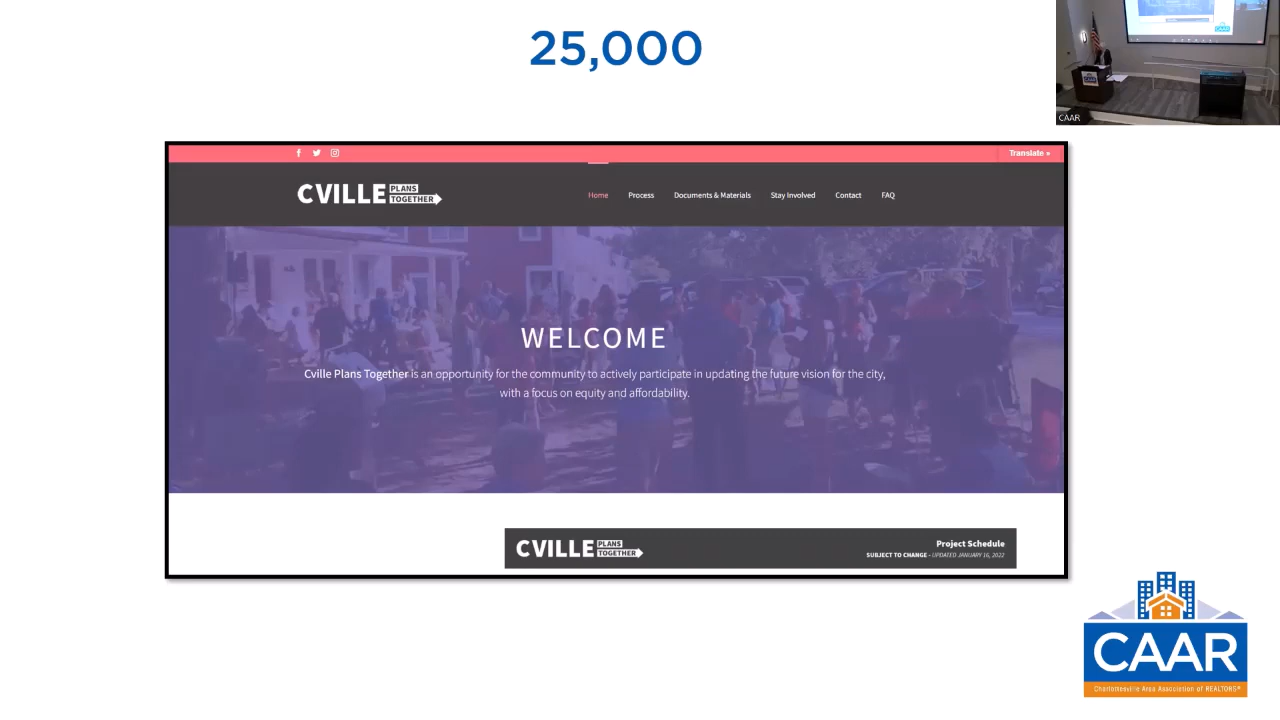 25,000
CAAR
Translate »
CVILLE PLANS TOGETHER
Home Process Documents & Materials Stay Involved Contact FAQ
WELCOME
Cville Plans Together is an opportunity for the community to actively participate in updating the future vision for the city,
with a focus on equity and affordability.
CVILLE PLANS TOGETHER
Project Schedule
SUBJECT TO CHANGE - UPDATED JANUARY 16, 2022
CAAR
Charlottesville Area Association of REALTORS®